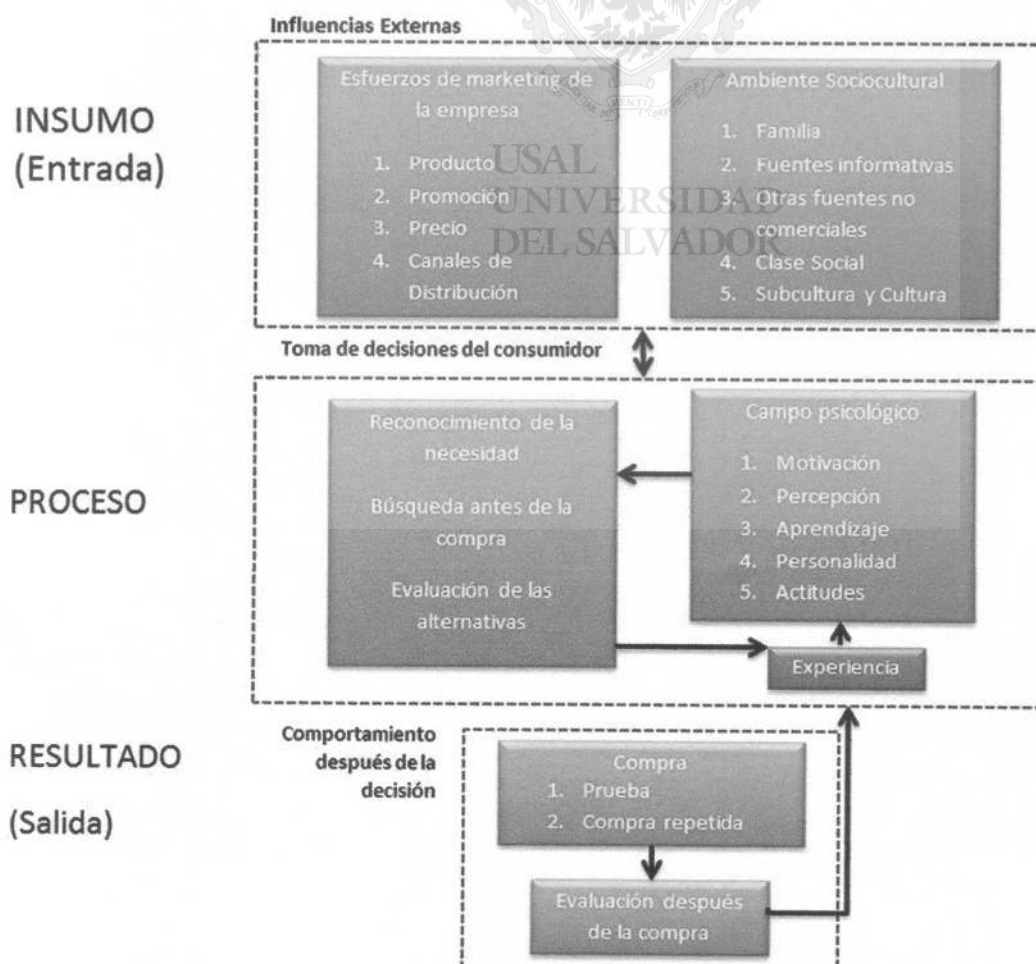 Influencias Externas
INSUMO
(Entrada)
Esfuerzos de marketing de
la empresa
1. Producto
2. Promoción
3. Precio
4. Canales de
Distribución
Ambiente Sociocultural
1. Familia
2. Fuentes informativas
3. Otras fuentes no
comerciales
4. Clase Social
5. Subcultura y Cultura
USAL
UNIVERSIDAD
DEL SALVADOR
Toma de decisiones del consumidor
PROCESO
Reconocimiento de la
necesidad
Búsqueda antes de la
compra
Evaluación de las
alternativas
Campo psicológico
1. Motivación
2. Percepción
3. Aprendizaje
4. Personalidad
5. Actitudes
Experiencia
RESULTADO
(Salida)
Comportamiento
después de la
decisión
Compra
1. Prueba
2. Compra repetida
Evaluación después
de la compra